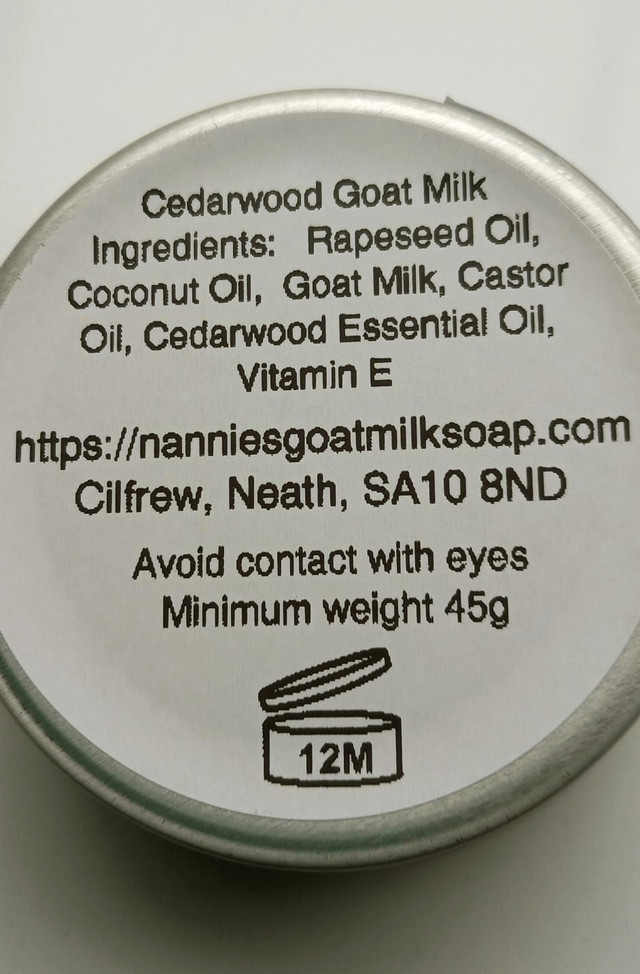 Cedarwood Goat Milk
Ingredients: Rapeseed Oil,
Coconut Oil, Goat Milk, Castor
Oil, Cedarwood Essential Oil,
Vitamin E
https://nanniesgoatmilksoap.com
Cilfrew, Neath, SA10 8ND
Avoid contact with eyes
Minimum weight 45g
12M